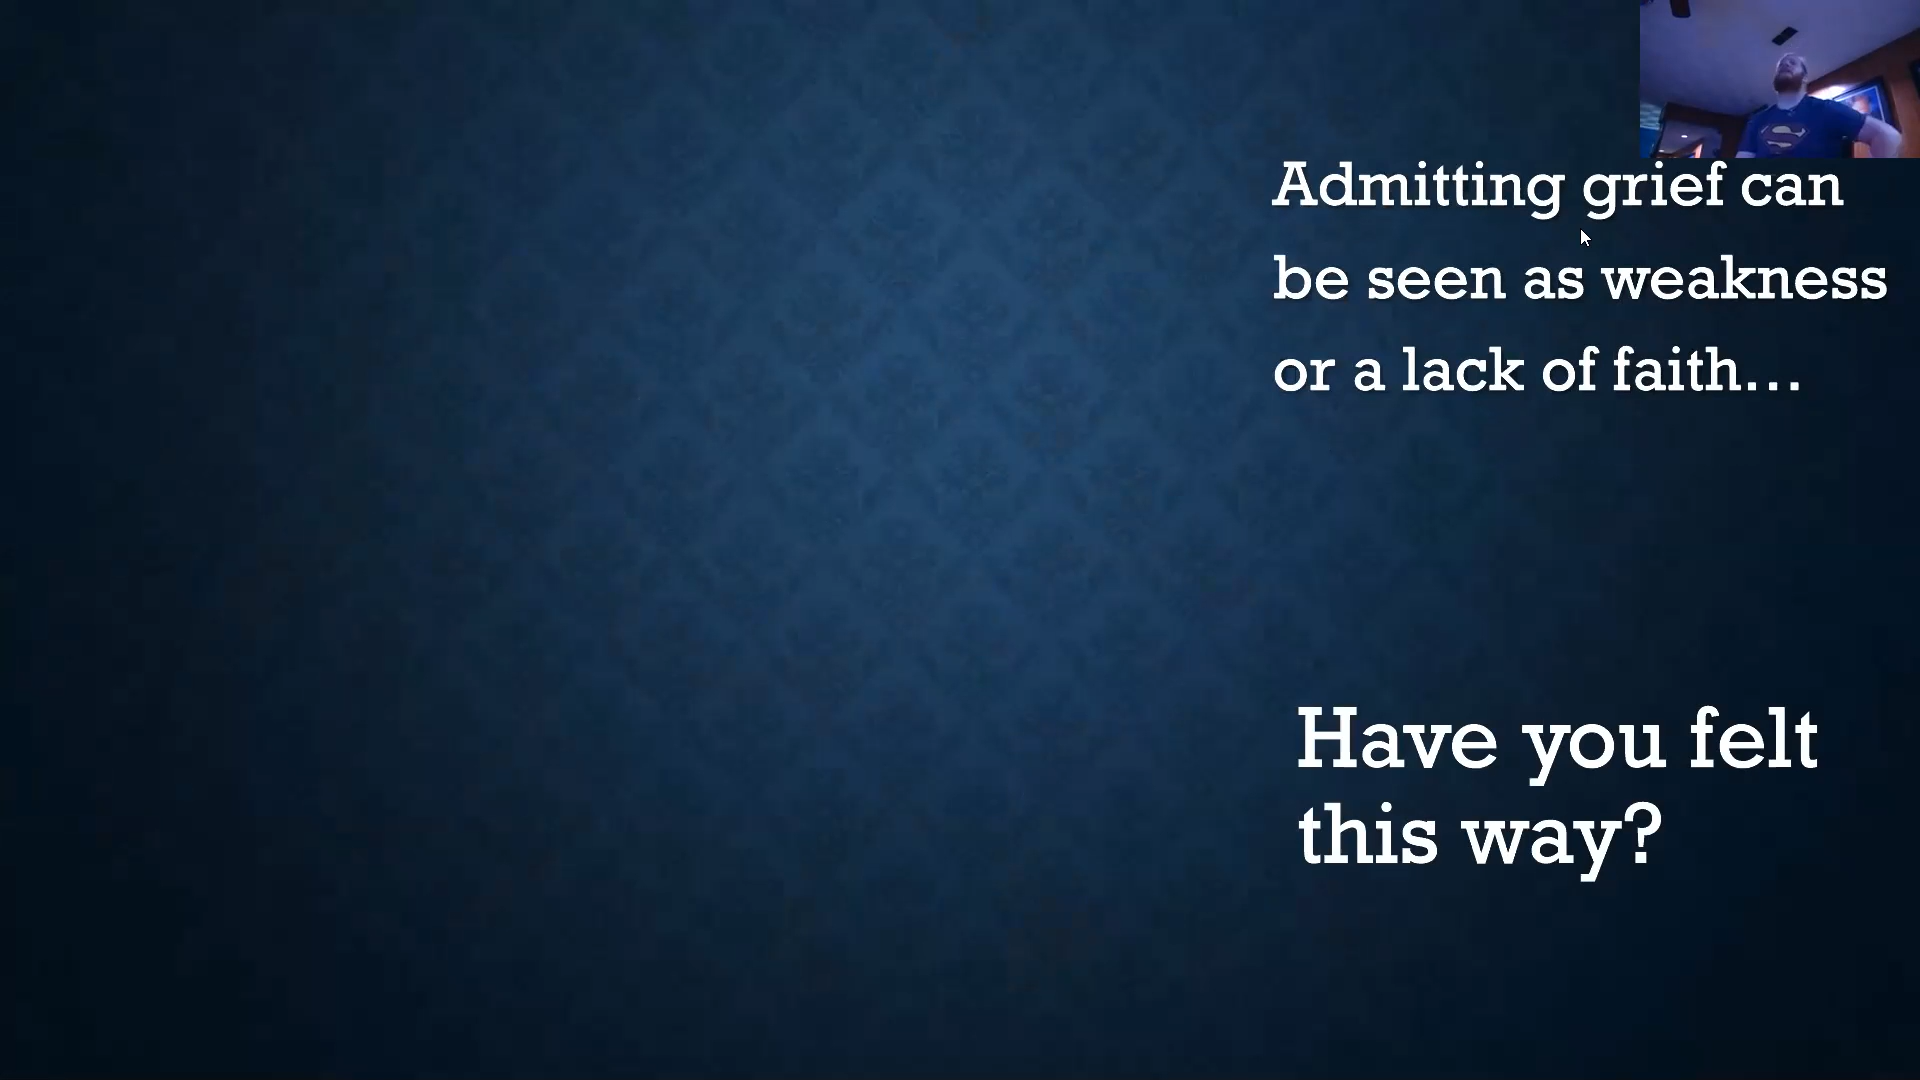 Admitting grief can
be seen as weakness
or a lack of faith...
Have you felt
this way?